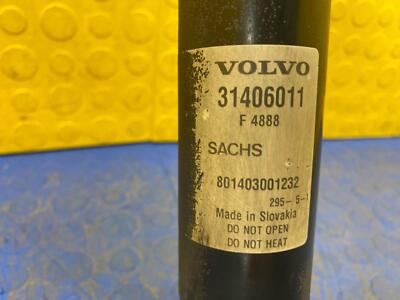 VOLVO
31406011
F 4888
SACHS
801403001232
295-5-
Made in Slovakia
DO NOT OPEN
DO NOT HEAT